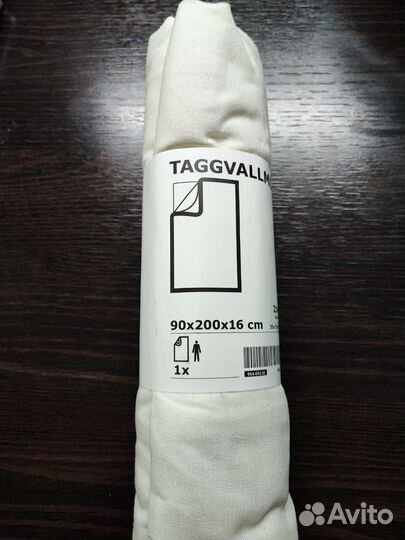 TAGGVALLM
90x200x16 cm
1x
Avito